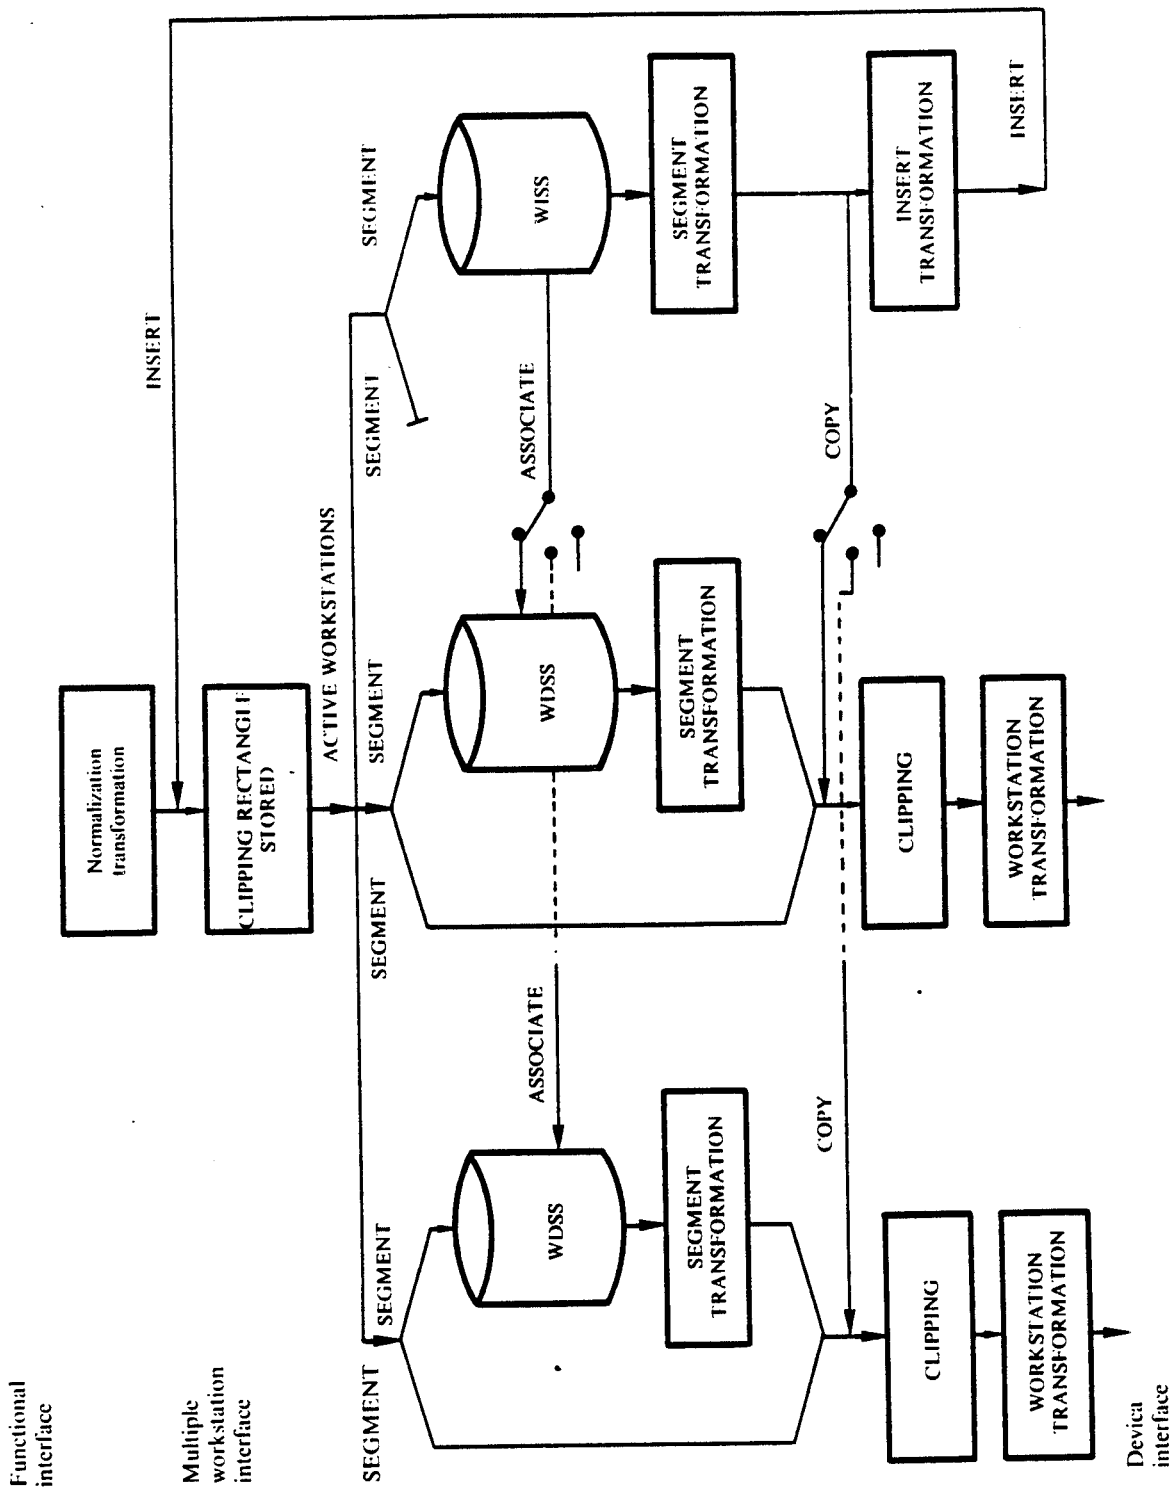 Functional
interface
Multiple
workstation
interface
Device
interface
Normalization
transformation
CLIPPING RECTANGLE
STORED
INSERT
ACTIVE WORKSTATIONS
SEGMENT
SEGMENT
SEGMENT
SEGMENT
SEGMENT
SEGMENT
WDSS
ASSOCIATE
WDSS
ASSOCIATE
WISS
SEGMENT
TRANSFORMATION
SEGMENT
TRANSFORMATION
SEGMENT
TRANSFORMATION
COPY
COPY
CLIPPING
CLIPPING
INSERT
TRANSFORMATION
INSERT
WORKSTATION
TRANSFORMATION
WORKSTATION
TRANSFORMATION